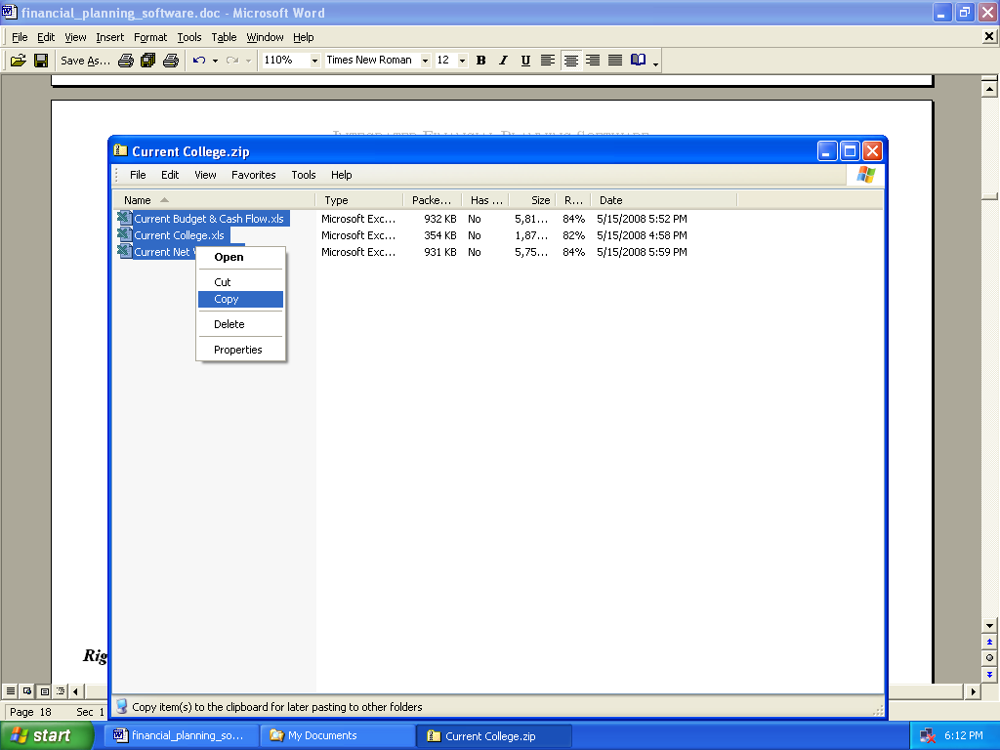 financial_planning_software.doc - Microsoft Word
File Edit View Insert Format Tools Table Window Help
Save As... 110% Times New Roman 12 B I U
INTEGRATED FINANCIAL PLANNING SOFTWARE
Current College.zip
File Edit View Favorites Tools Help
Name Type Packe... Has ... Size R... Date
Current Budget & Cash Flow.xls Microsoft Exc... 932 KB No 5,81... 84% 5/15/2008 5:52 PM
Current College.xls Microsoft Exc... 354 KB No 1,87... 82% 5/15/2008 4:58 PM
Current Net Microsoft Exc... 931 KB No 5,75... 84% 5/15/2008 5:59 PM
Open
Cut
Copy
Delete
Properties
Rig
Copy item(s) to the clipboard for later pasting to other folders
Page 18 Sec 1
start financial_planning_so... My Documents Current College.zip 6:12 PM